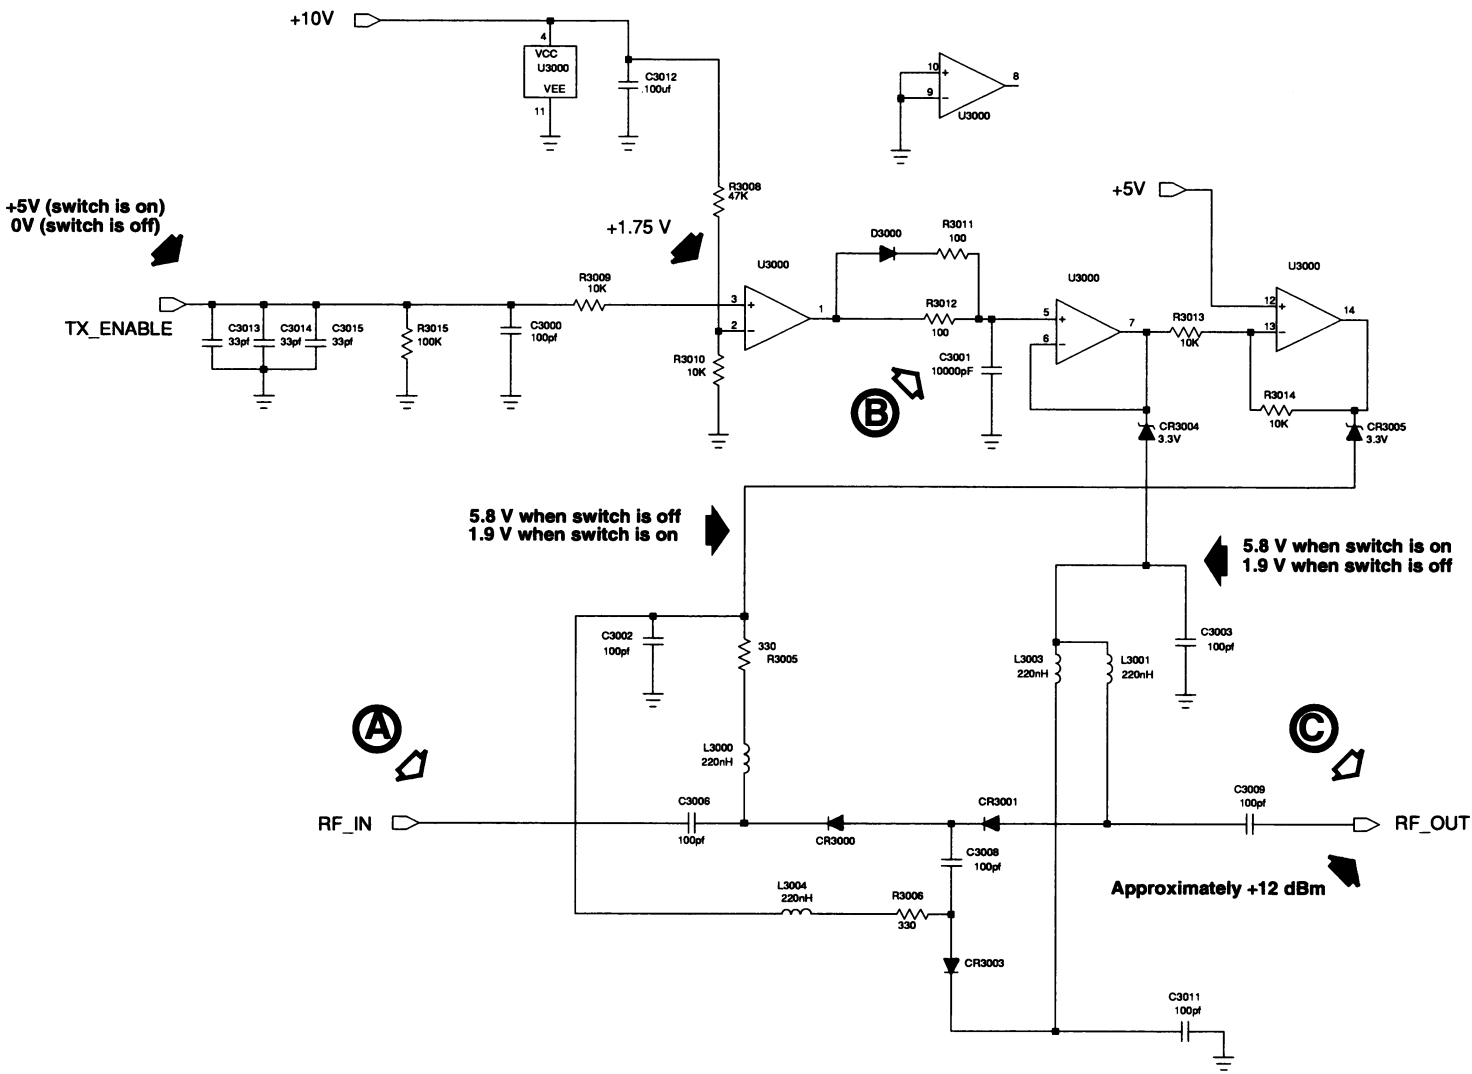 +10V
4
VCC
U3000
VEE
11
C3012
.100uf
10
+
9
−
8
U3000
R3008
47K
+5V (switch is on)
0V (switch is off)
+1.75 V
+5V
D3000
R3011
100
U3000
U3000
U3000
R3009
10K
3
+
2
−
1
R3012
100
5
+
6
−
7
R3013
10K
12
+
13
−
14
TX_ENABLE
C3013
33pf
C3014
33pf
C3015
33pf
R3015
100K
C3000
100pf
R3010
10K
C3001
10000pF
B
R3014
10K
CR3004
3.3V
CR3005
3.3V
5.8 V when switch is off
1.9 V when switch is on
5.8 V when switch is on
1.9 V when switch is off
C3002
100pf
330
R3005
C3003
100pf
L3003
220nH
L3001
220nH
A
C
L3000
220nH
C3006
100pf
RF_IN
CR3000
CR3001
C3009
100pf
RF_OUT
C3008
100pf
Approximately +12 dBm
L3004
220nH
R3006
330
CR3003
C3011
100pf